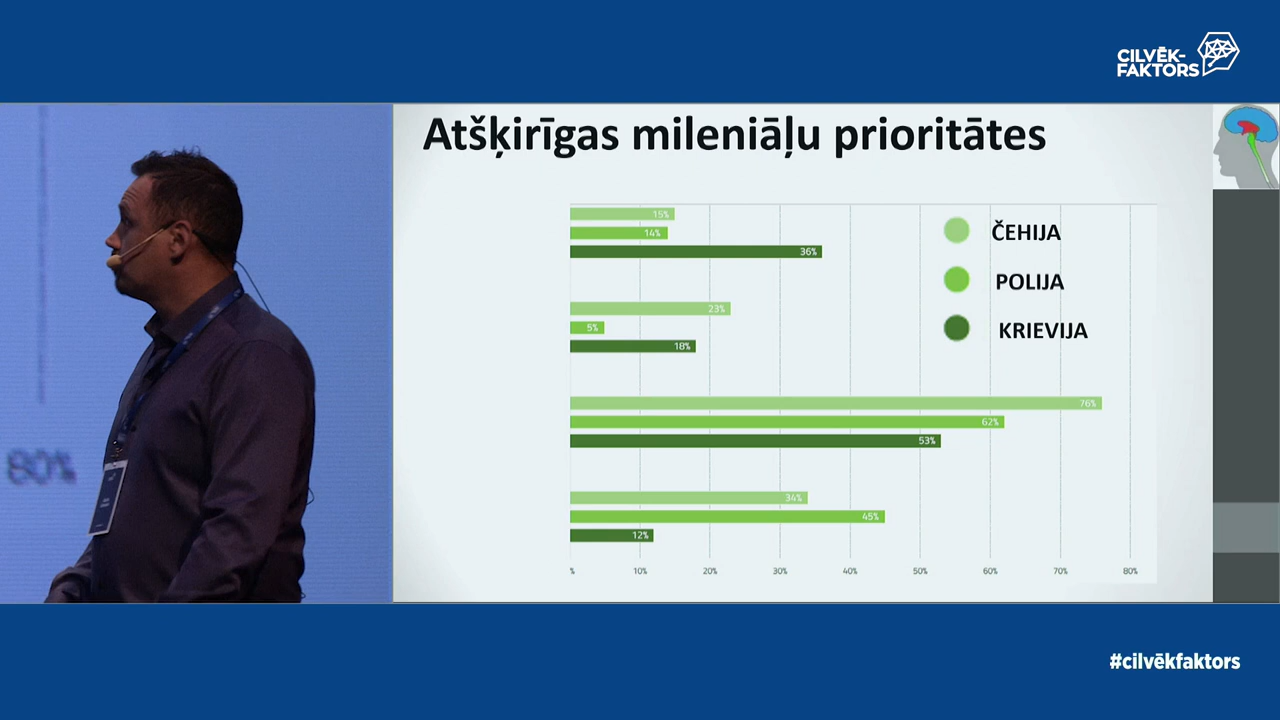 CILVĒK-
FAKTORS
Atšķirīgas mileniāļu prioritātes
15%
14%
36%
23%
5%
18%
76%
62%
53%
34%
45%
12%
% 10% 20% 30% 40% 50% 60% 70% 80%
ČEHIJA
POLIJA
KRIEVIJA
80%
#cilvēkfaktors